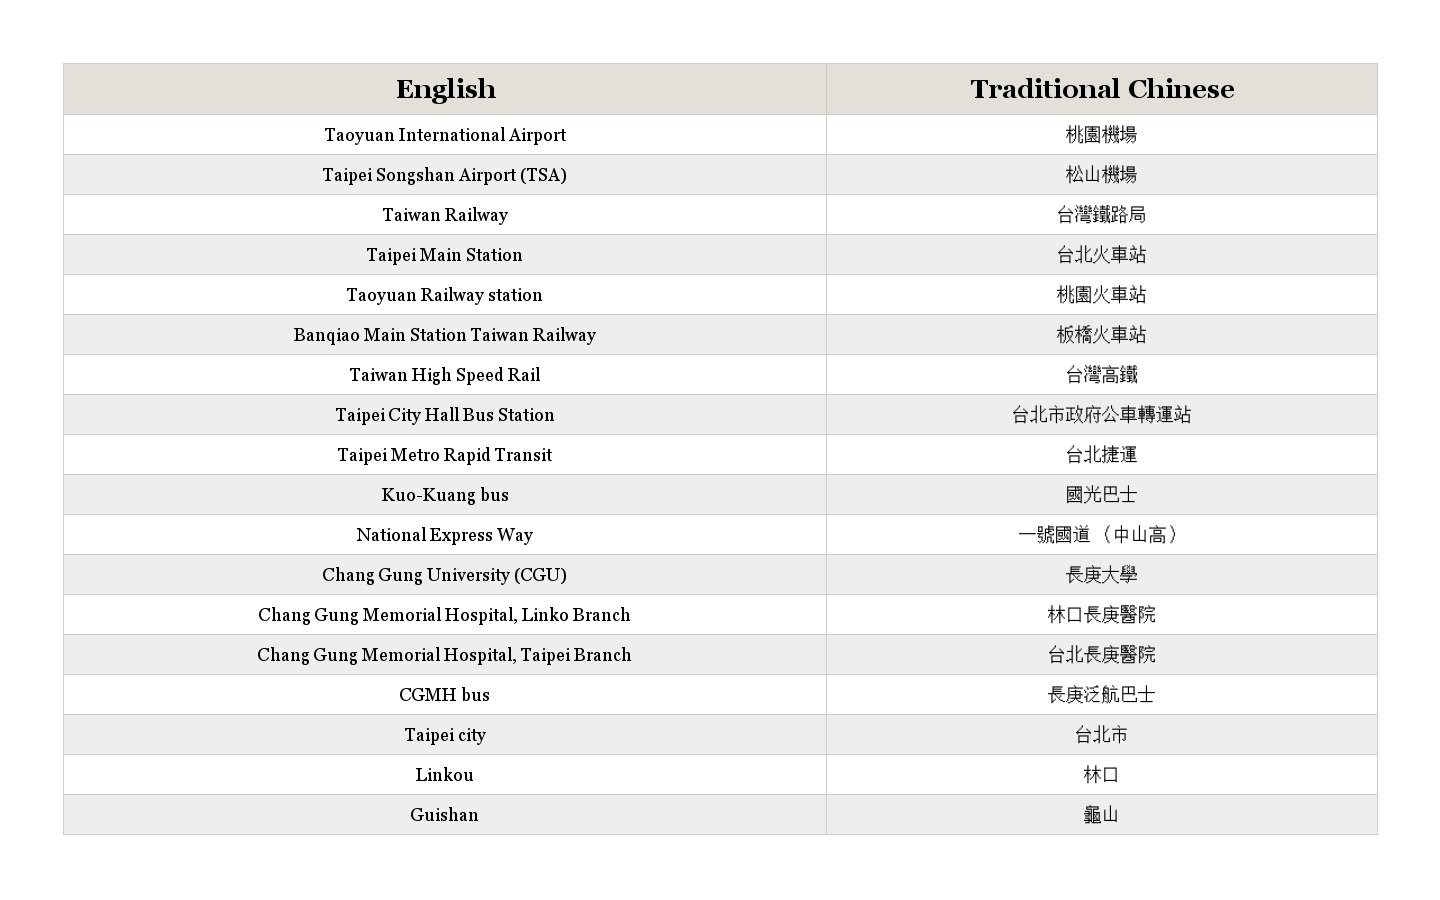 English Traditional Chinese
Taoyuan International Airport 桃園機場
Taipei Songshan Airport (TSA) 松山機場
Taiwan Railway 台灣鐵路局
Taipei Main Station 台北火車站
Taoyuan Railway station 桃園火車站
Banqiao Main Station Taiwan Railway 板橋火車站
Taiwan High Speed Rail 台灣高鐵
Taipei City Hall Bus Station 台北市政府公車轉運站
Taipei Metro Rapid Transit 台北捷運
Kuo-Kuang bus 國光巴士
National Express Way 一號國道（中山高）
Chang Gung University (CGU) 長庚大學
Chang Gung Memorial Hospital, Linko Branch 林口長庚醫院
Chang Gung Memorial Hospital, Taipei Branch 台北長庚醫院
CGMH bus 長庚泛航巴士
Taipei city 台北市
Linkou 林口
Guishan 龜山